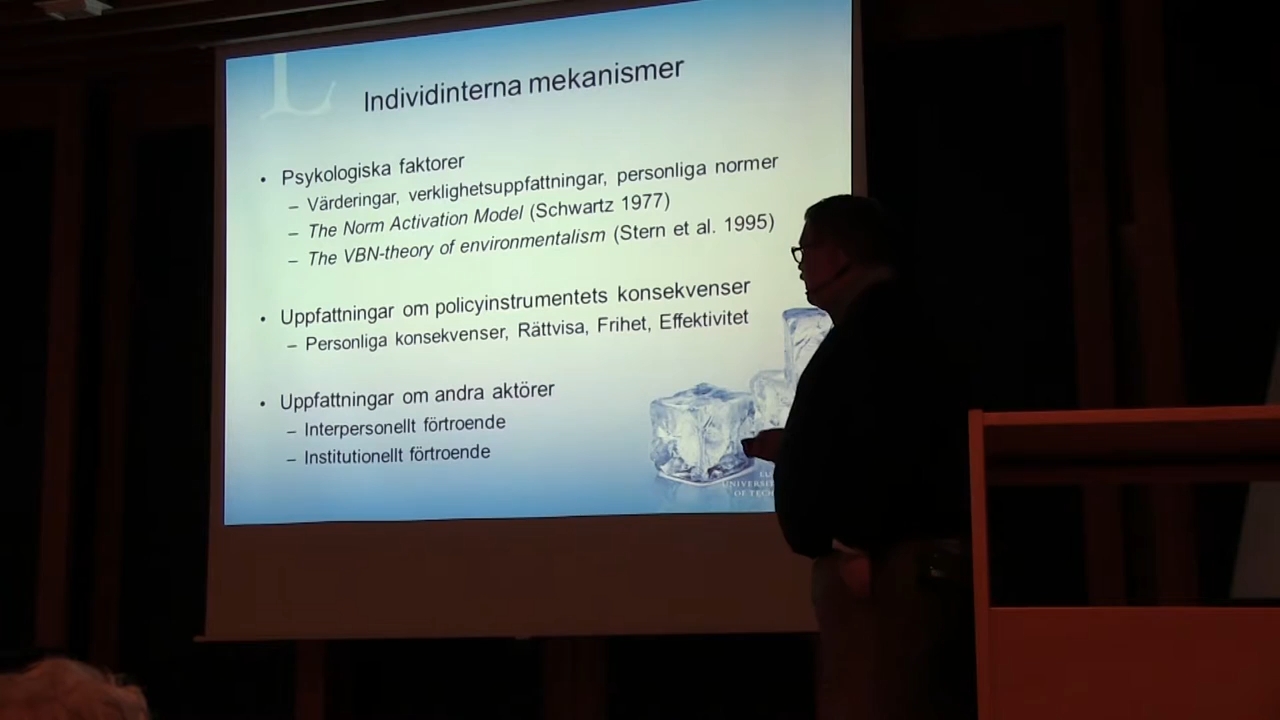 L
Individinterna mekanismer
• Psykologiska faktorer
– Värderingar, verklighetsuppfattningar, personliga normer
– The Norm Activation Model (Schwartz 1977)
– The VBN-theory of environmentalism (Stern et al. 1995)
• Uppfattningar om policyinstrumentets konsekvenser
– Personliga konsekvenser, Rättvisa, Frihet, Effektivitet
• Uppfattningar om andra aktörer
– Interpersonellt förtroende
– Institutionellt förtroende
OF